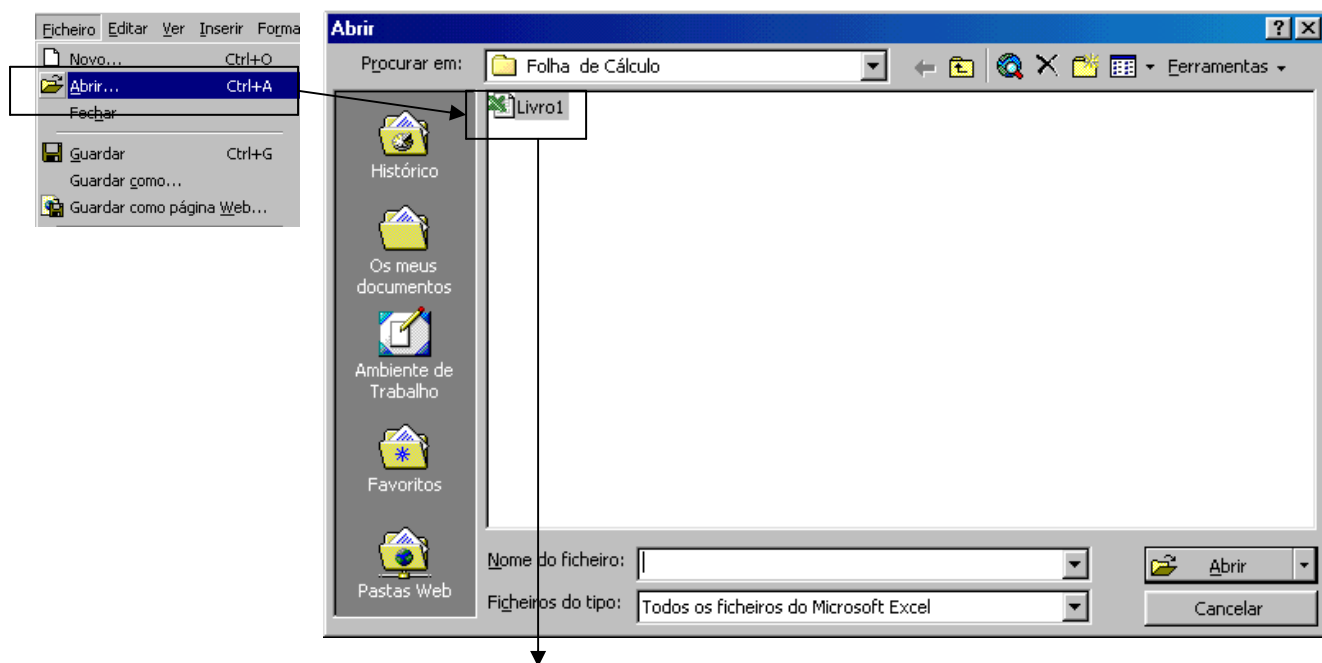 Ficheiro Editar Ver Inserir Forma
Novo... Ctrl+O
Abrir... Ctrl+A
Fechar
Guardar Ctrl+G
Guardar como...
Guardar como página Web...
Abrir
Procurar em: Folha de Cálculo Ferramentas
Livro1
Histórico
Os meus
documentos
Ambiente de
Trabalho
Favoritos
Pastas Web
Nome do ficheiro: Abrir
Ficheiros do tipo: Todos os ficheiros do Microsoft Excel Cancelar